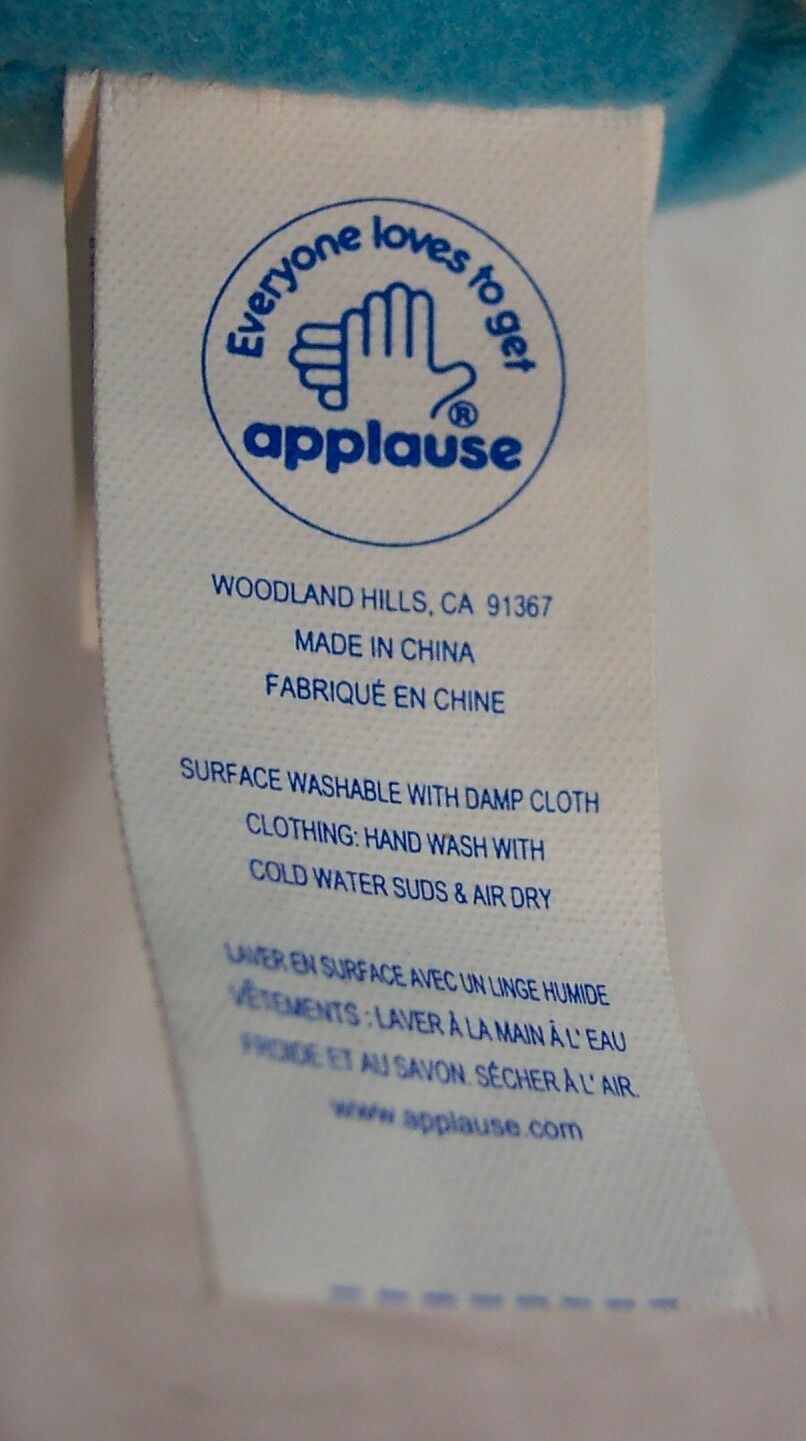 Everyone loves to get
applause®
WOODLAND HILLS, CA 91367
MADE IN CHINA
FABRIQUÉ EN CHINE
SURFACE WASHABLE WITH DAMP CLOTH
CLOTHING: HAND WASH WITH
COLD WATER SUDS & AIR DRY
LAVER EN SURFACE AVEC UN LINGE HUMIDE
VÊTEMENTS : LAVER À LA MAIN À L' EAU
FROIDE ET AU SAVON. SÉCHER À L' AIR.
www.applause.com